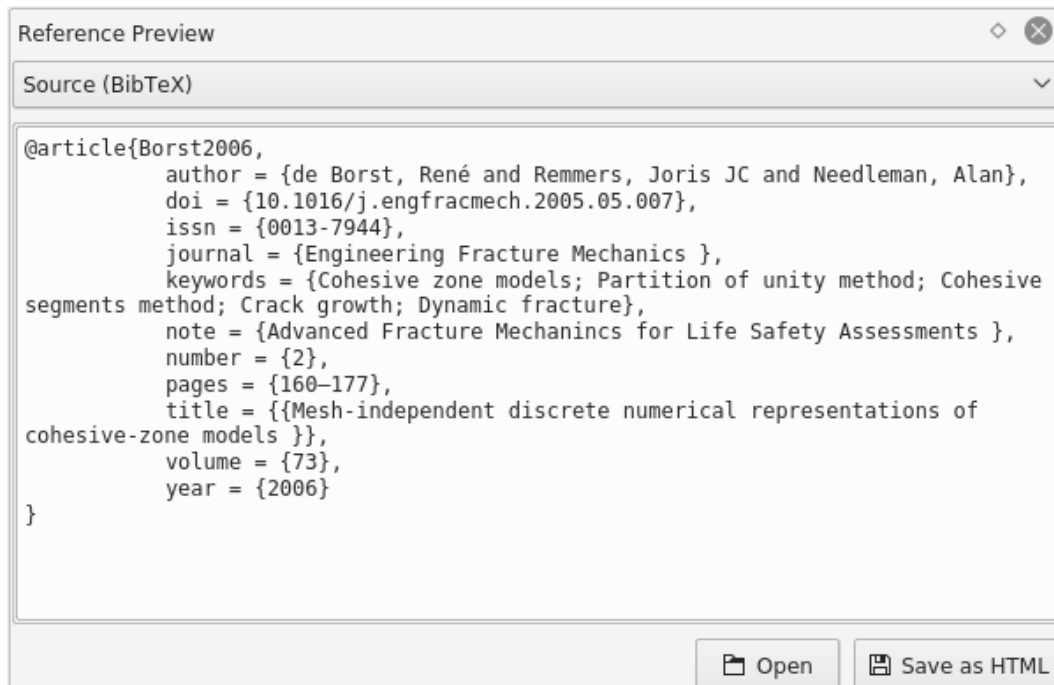 Reference Preview
Source (BibTeX)
@article{Borst2006,
author = {de Borst, René and Remmers, Joris JC and Needleman, Alan},
doi = {10.1016/j.engfracmech.2005.05.007},
issn = {0013-7944},
journal = {Engineering Fracture Mechanics },
keywords = {Cohesive zone models; Partition of unity method; Cohesive
segments method; Crack growth; Dynamic fracture},
note = {Advanced Fracture Mechanincs for Life Safety Assessments },
number = {2},
pages = {160–177},
title = {{Mesh-independent discrete numerical representations of
cohesive-zone models }},
volume = {73},
year = {2006}
}
Open
Save as HTML